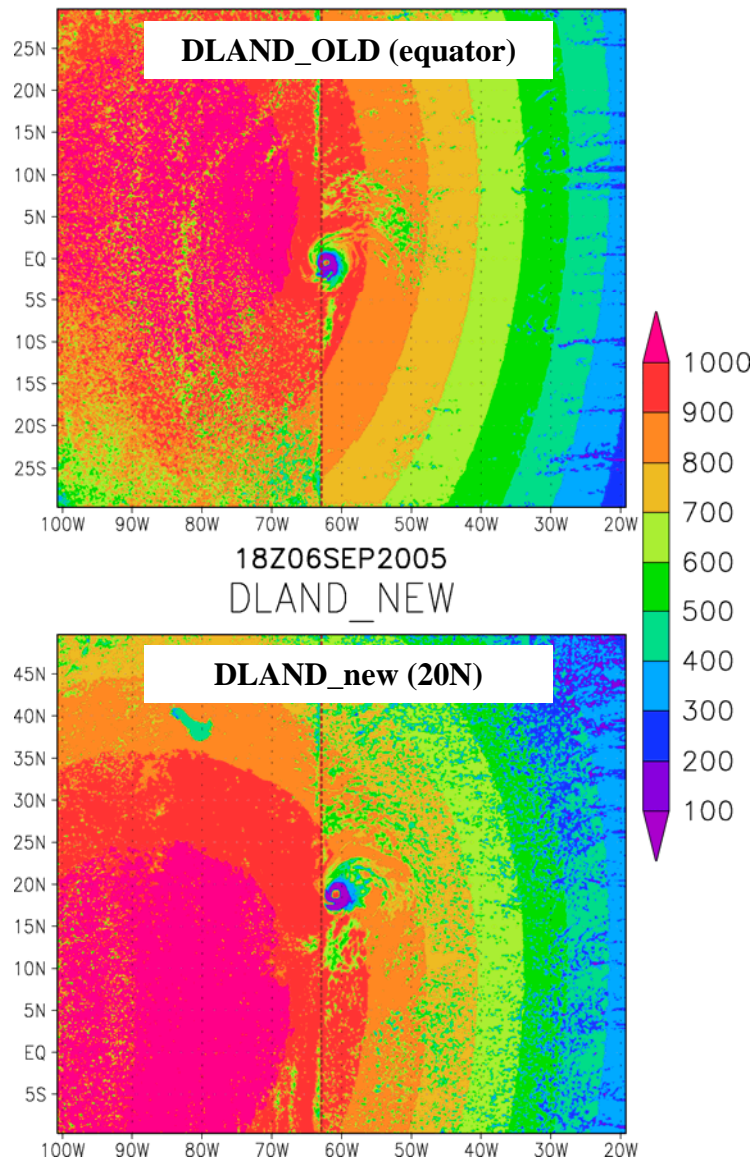 DLAND_OLD (equator)
25N
20N
15N
10N
5N
EQ
5S
10S
15S
20S
25S
100W 90W 80W 70W 60W 50W 40W 30W 20W
18Z06SEP2005
DLAND_NEW
1000
900
800
700
600
500
400
300
200
100
DLAND_new (20N)
45N
40N
35N
30N
25N
20N
15N
10N
5N
EQ
5S
100W 90W 80W 70W 60W 50W 40W 30W 20W